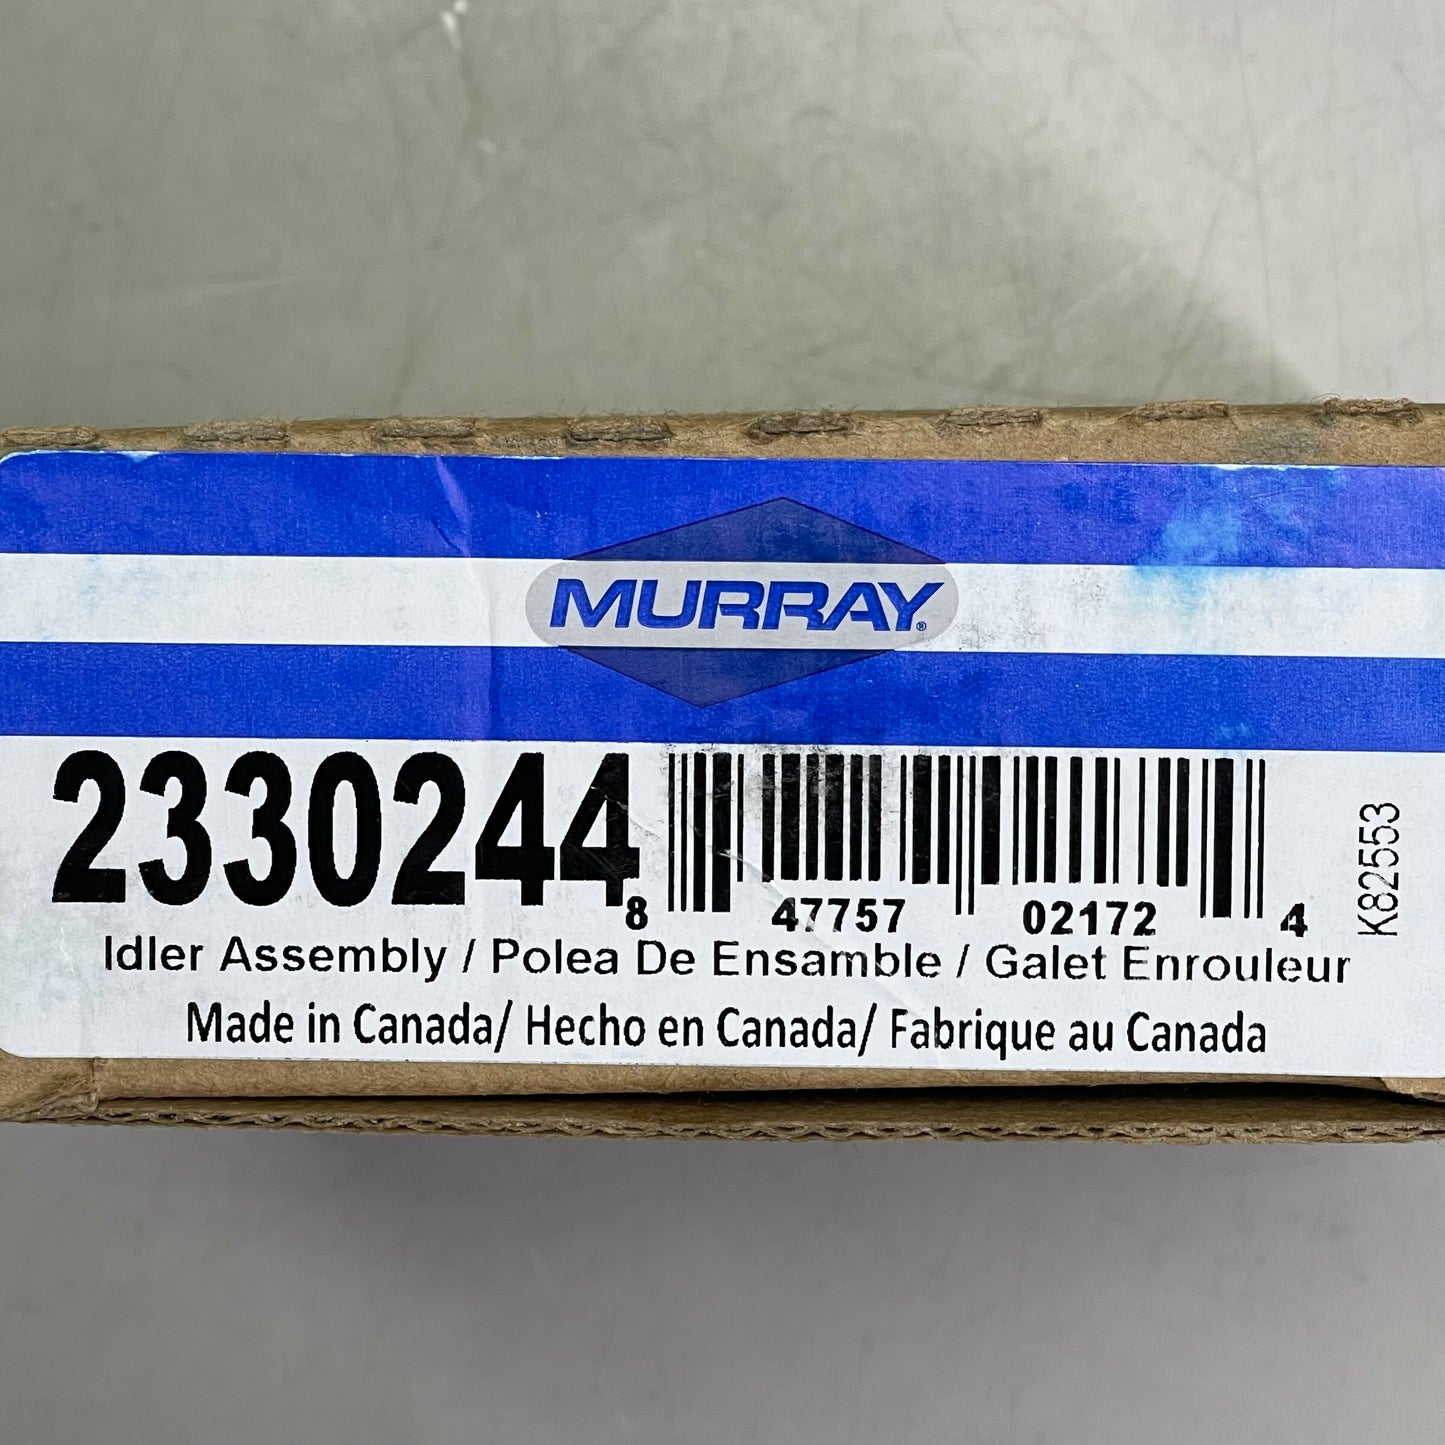 MURRAY®
2330244
8 47757 02172 4
K82553
Idler Assembly / Polea De Ensamble / Galet Enrouleur
Made in Canada/ Hecho en Canada/ Fabrique au Canada